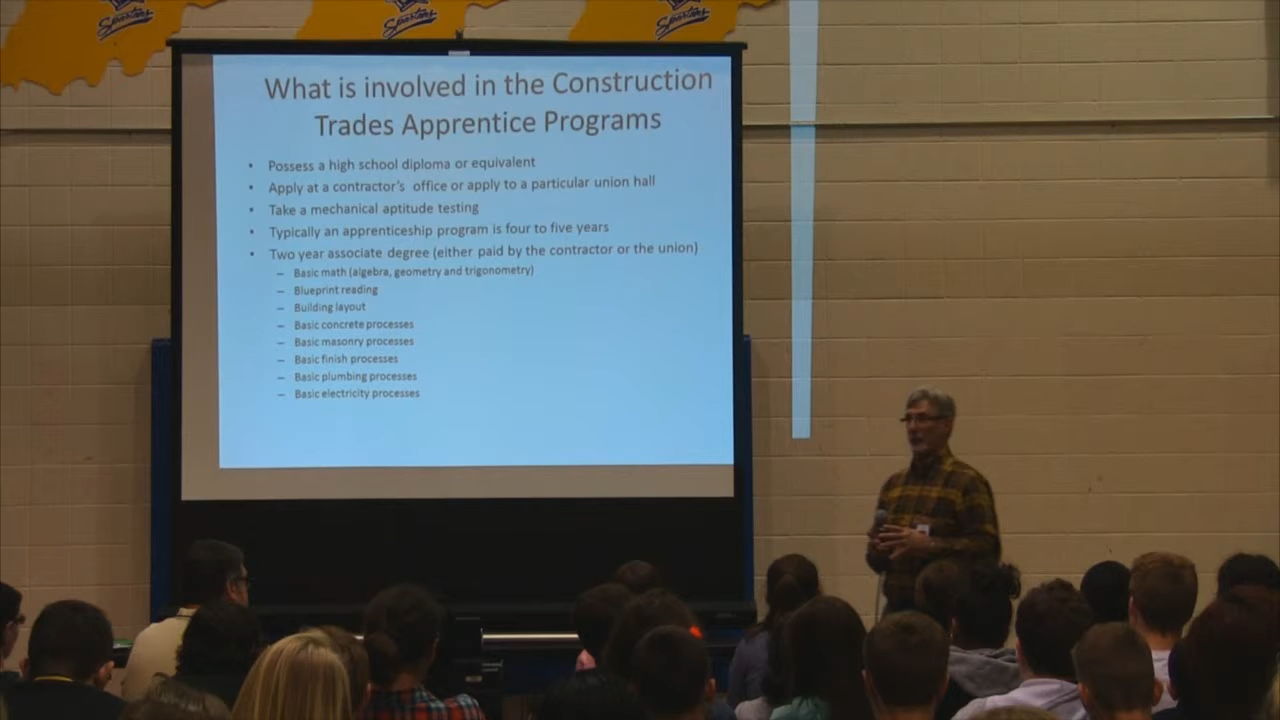 Spartans Spartans Spartans
What is involved in the Construction
Trades Apprentice Programs
• Possess a high school diploma or equivalent
• Apply at a contractor's office or apply to a particular union hall
• Take a mechanical aptitude testing
• Typically an apprenticeship program is four to five years
• Two year associate degree (either paid by the contractor or the union)
– Basic math (algebra, geometry and trigonometry)
– Blueprint reading
– Building layout
– Basic concrete processes
– Basic masonry processes
– Basic finish processes
– Basic plumbing processes
– Basic electricity processes